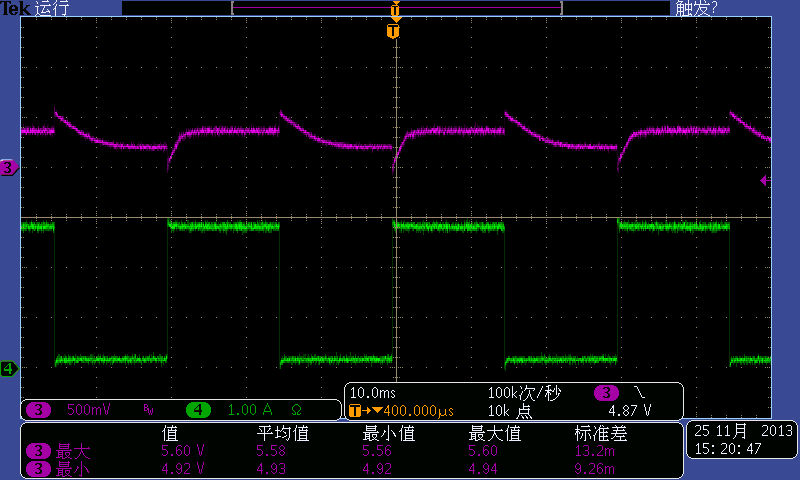 Tek 运行
T
触发?
T
3
4
3 500mV BW 4 1.00 A Ω
10.0ms 100k次/秒 3
T→▼400.000µs 10k 点 4.87 V
值 平均值 最小值 最大值 标准差
3 最大 5.60 V 5.58 5.56 5.60 13.2m
3 最小 4.92 V 4.93 4.92 4.94 9.26m
25 11月 2013
15:20:47